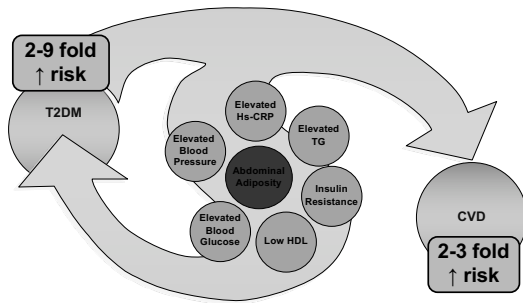 2-9 fold
↑ risk
T2DM
Elevated
Hs-CRP
Elevated
TG
Elevated
Blood
Pressure
Abdominal
Adiposity
Insulin
Resistance
Elevated
Blood
Glucose
Low HDL
CVD
2-3 fold
↑ risk